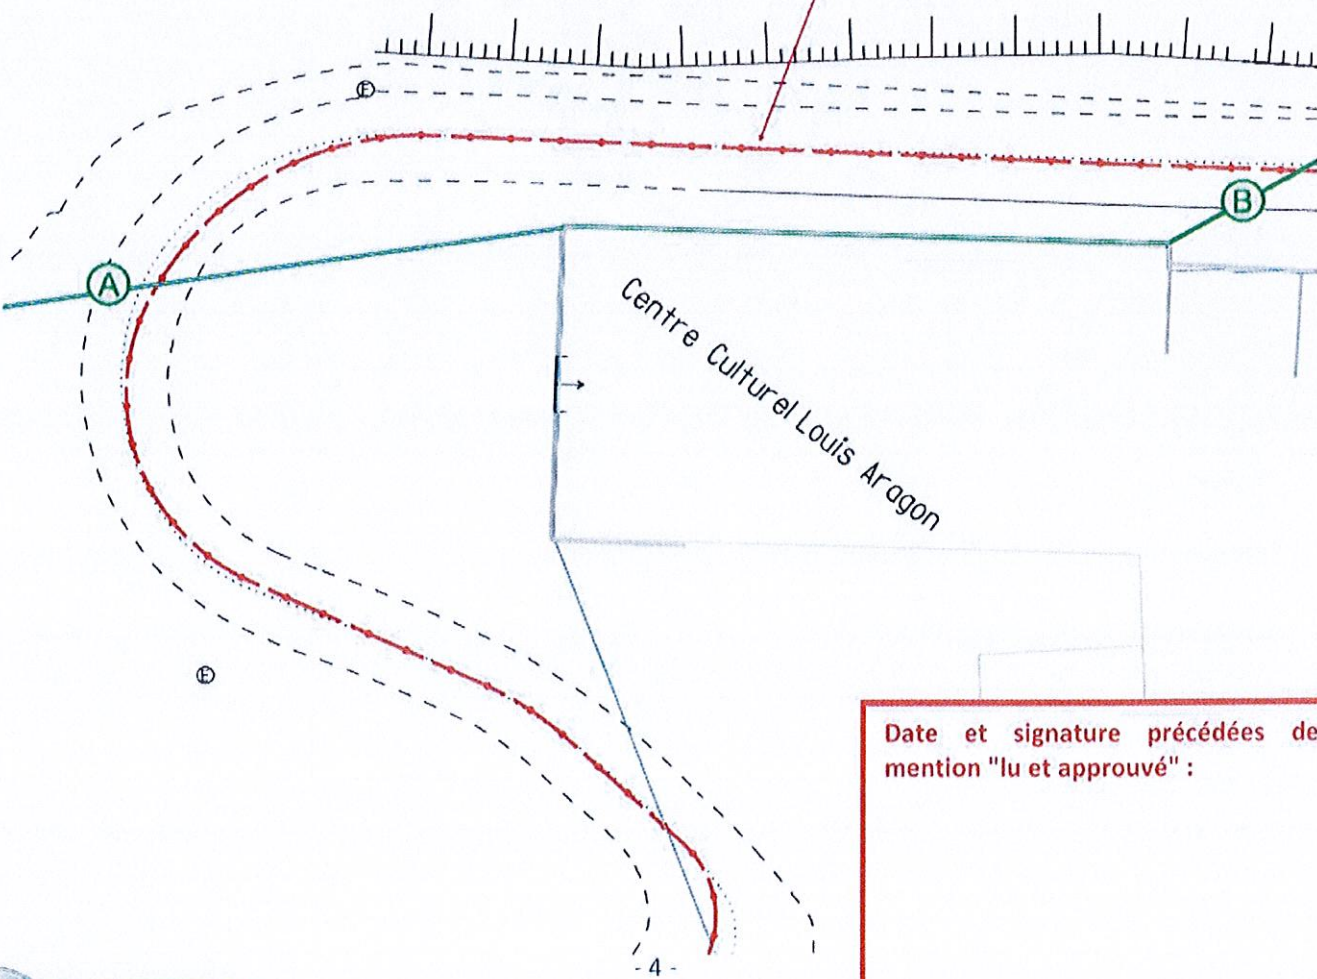 E
B
A
Centre Culturel Louis Aragon
E
Date et signature précédées de
mention "lu et approuvé" :
- 4 -